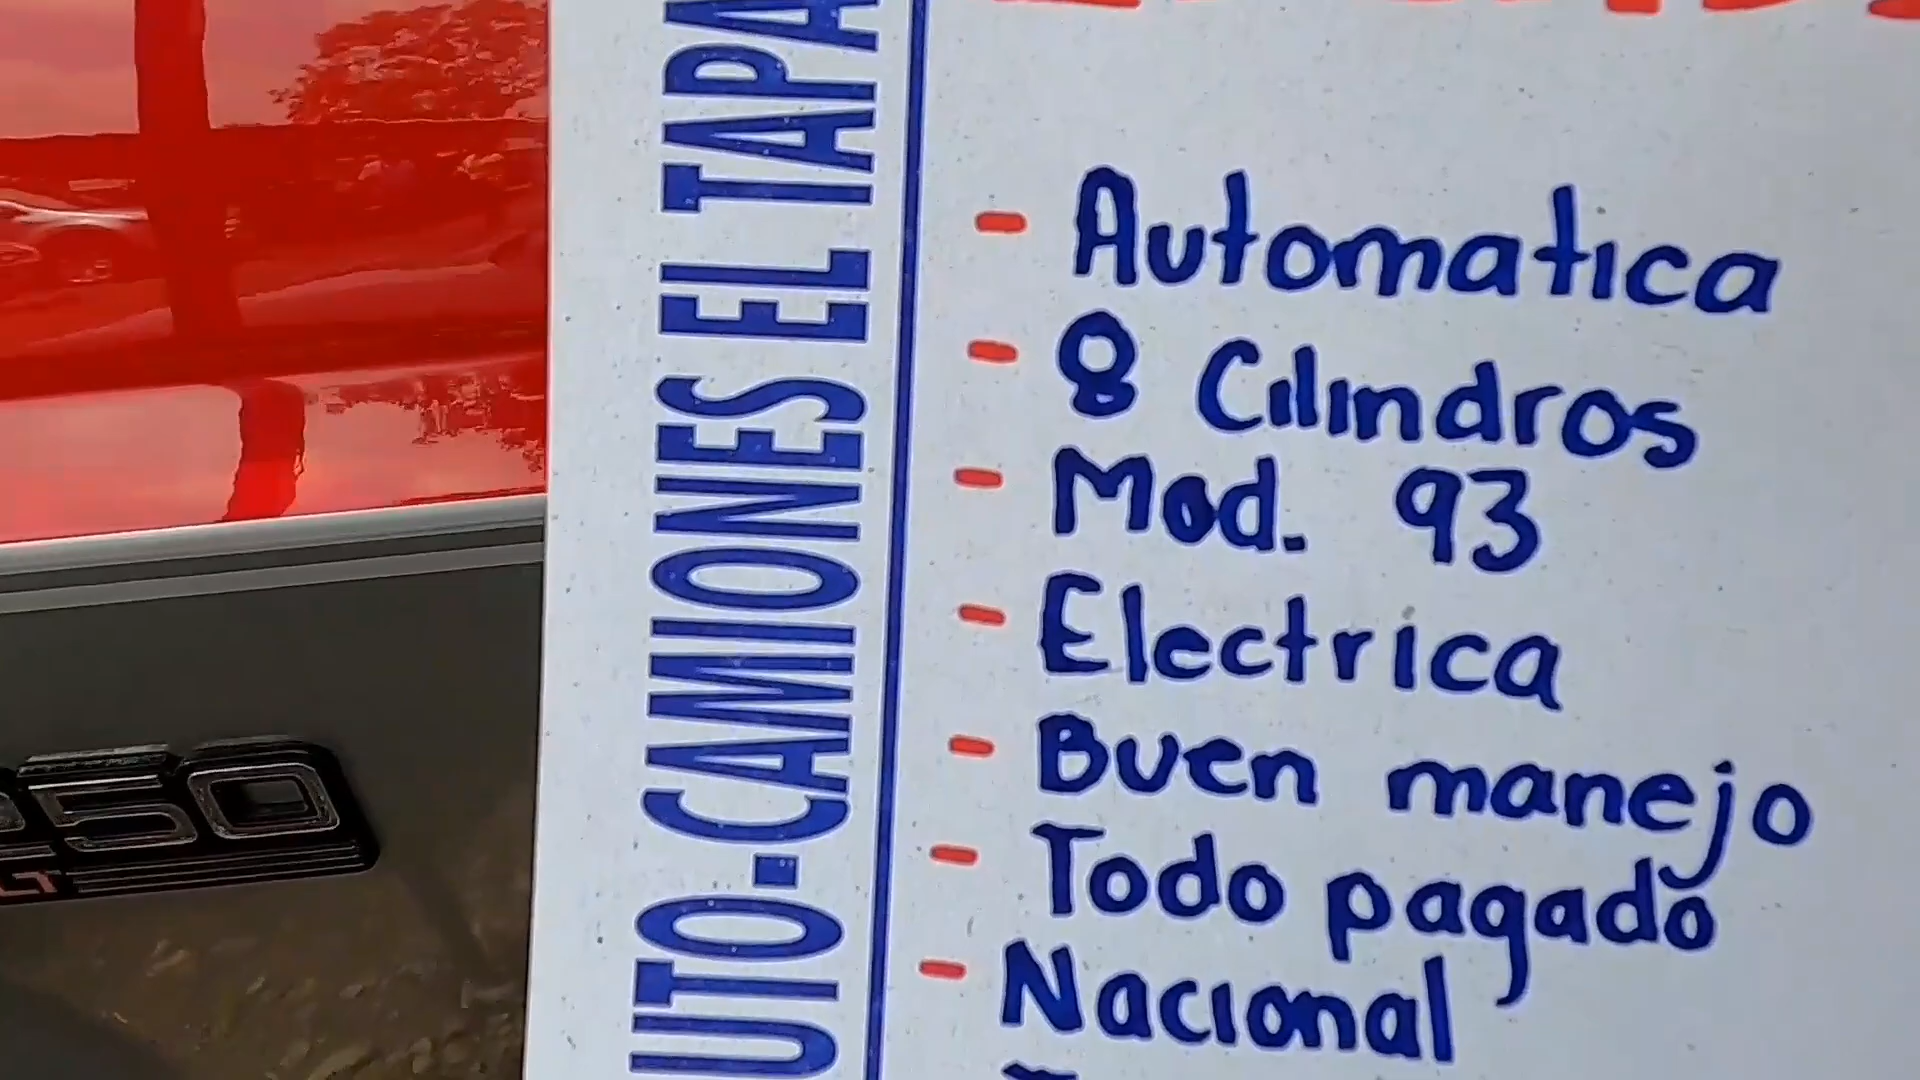 UTO-CAMIONES EL TAPA
- Automatica
- 8 Cilindros
- Mod. 93
- Electrica
- Buen manejo
- Todo pagado
- Nacional